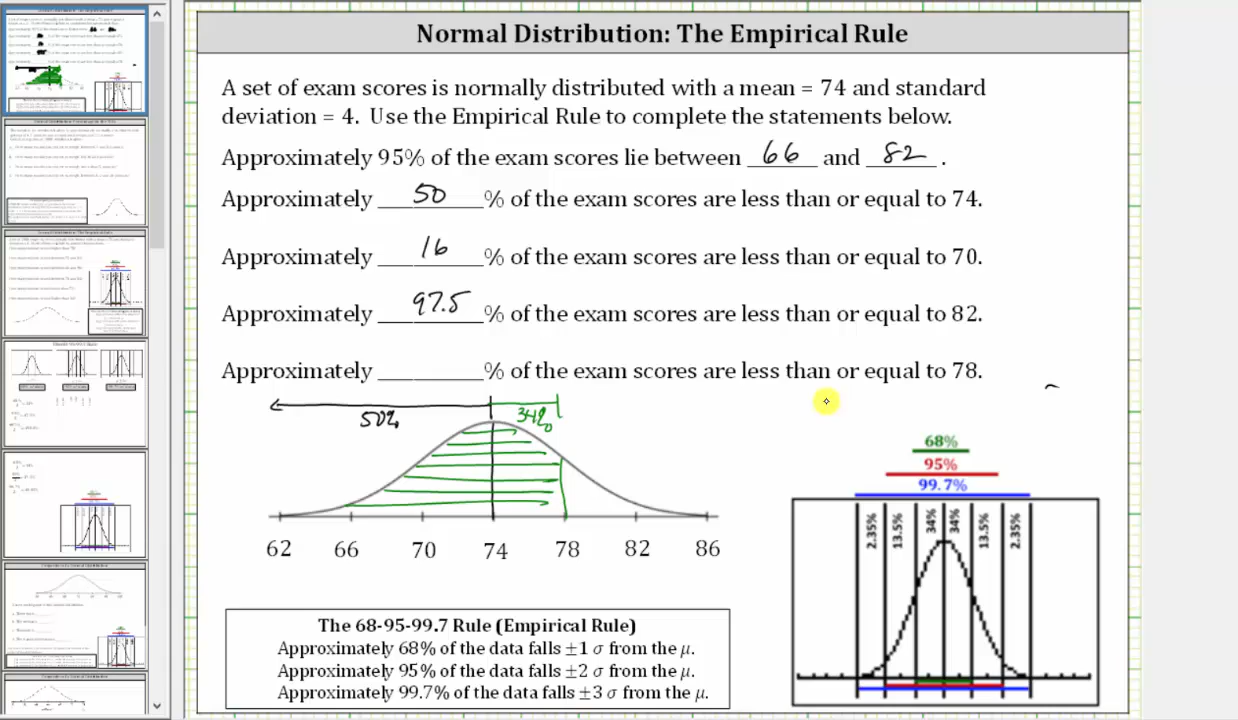 Normal Distribution: The Empirical Rule
A set of exam scores is normally distributed with a mean = 74 and standard
deviation = 4. Use the Empirical Rule to complete the statements below.
Approximately 95% of the exam scores lie between 66 and 82 .
Approximately 50 % of the exam scores are less than or equal to 74.
Approximately 16 % of the exam scores are less than or equal to 70.
Approximately 97.5 % of the exam scores are less than or equal to 82.
Approximately ________% of the exam scores are less than or equal to 78.
50% 34%
62 66 70 74 78 82 86
68%
95%
99.7%
2.35% 13.5% 34% 34% 13.5% 2.35%
The 68-95-99.7 Rule (Empirical Rule)
Approximately 68% of the data falls ±1 σ from the μ.
Approximately 95% of the data falls ±2 σ from the μ.
Approximately 99.7% of the data falls ±3 σ from the μ.